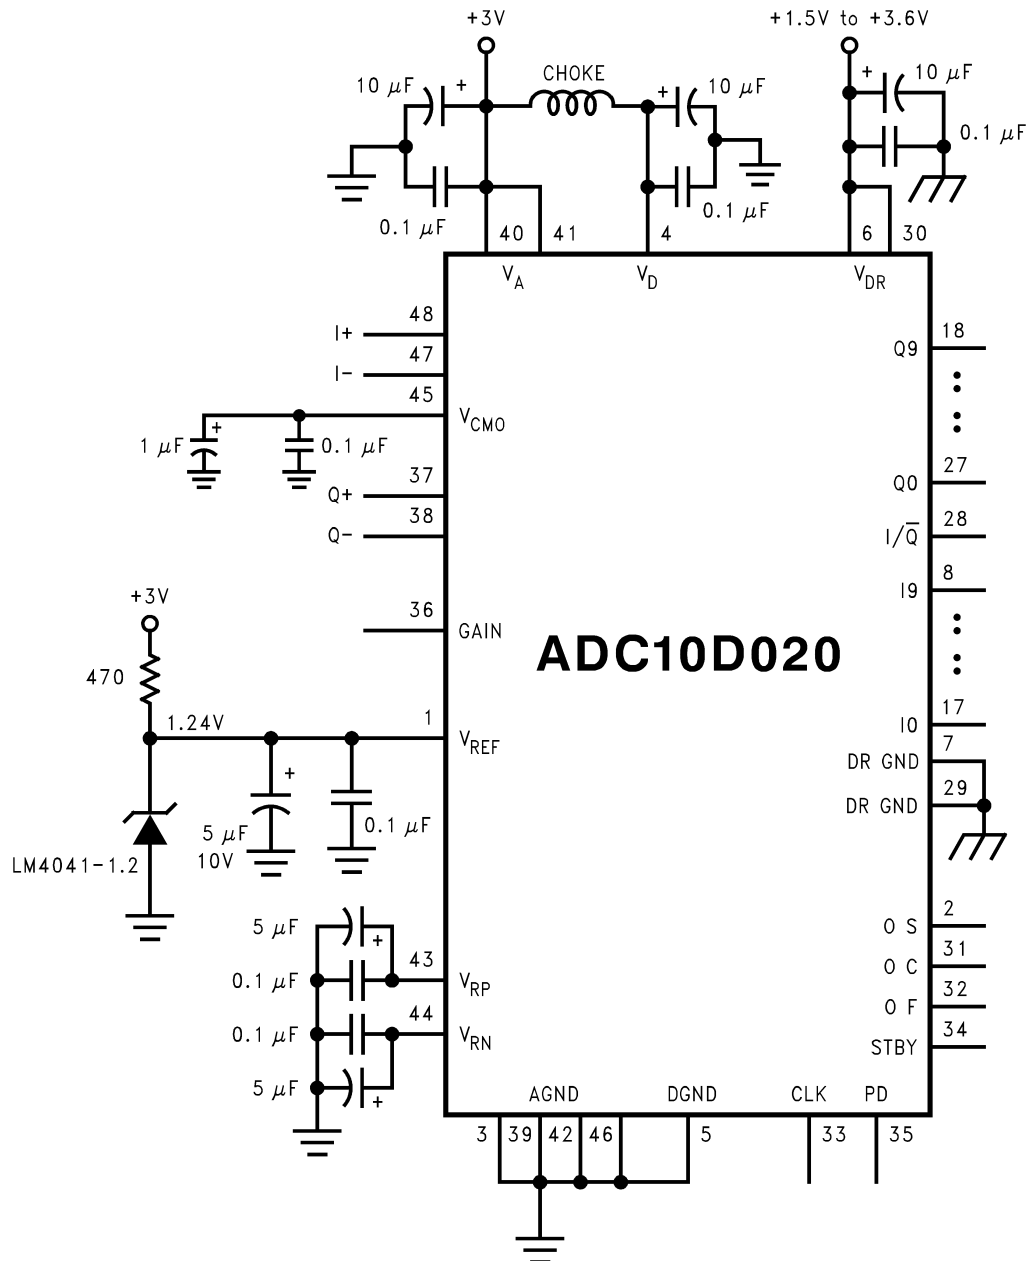 +3V
+1.5V to +3.6V
10 μF
+
CHOKE
+
10 μF
+
10 μF
0.1 μF
0.1 μF
0.1 μF
40
41
4
6
30
VA
VD
VDR
I+
48
I-
47
45
VCMO
1 μF
+
0.1 μF
Q+
37
Q-
38
36
GAIN
+3V
470
1.24V
1
VREF
+
5 μF
10V
0.1 μF
LM4041-1.2
5 μF
+
0.1 μF
43
VRP
0.1 μF
44
VRN
5 μF
+
ADC10D020
Q9
18
Q0
27
I/Q̅
28
I9
8
I0
17
DR GND
7
DR GND
29
O S
2
O C
31
O F
32
STBY
34
AGND
DGND
CLK
PD
3
39
42
46
5
33
35